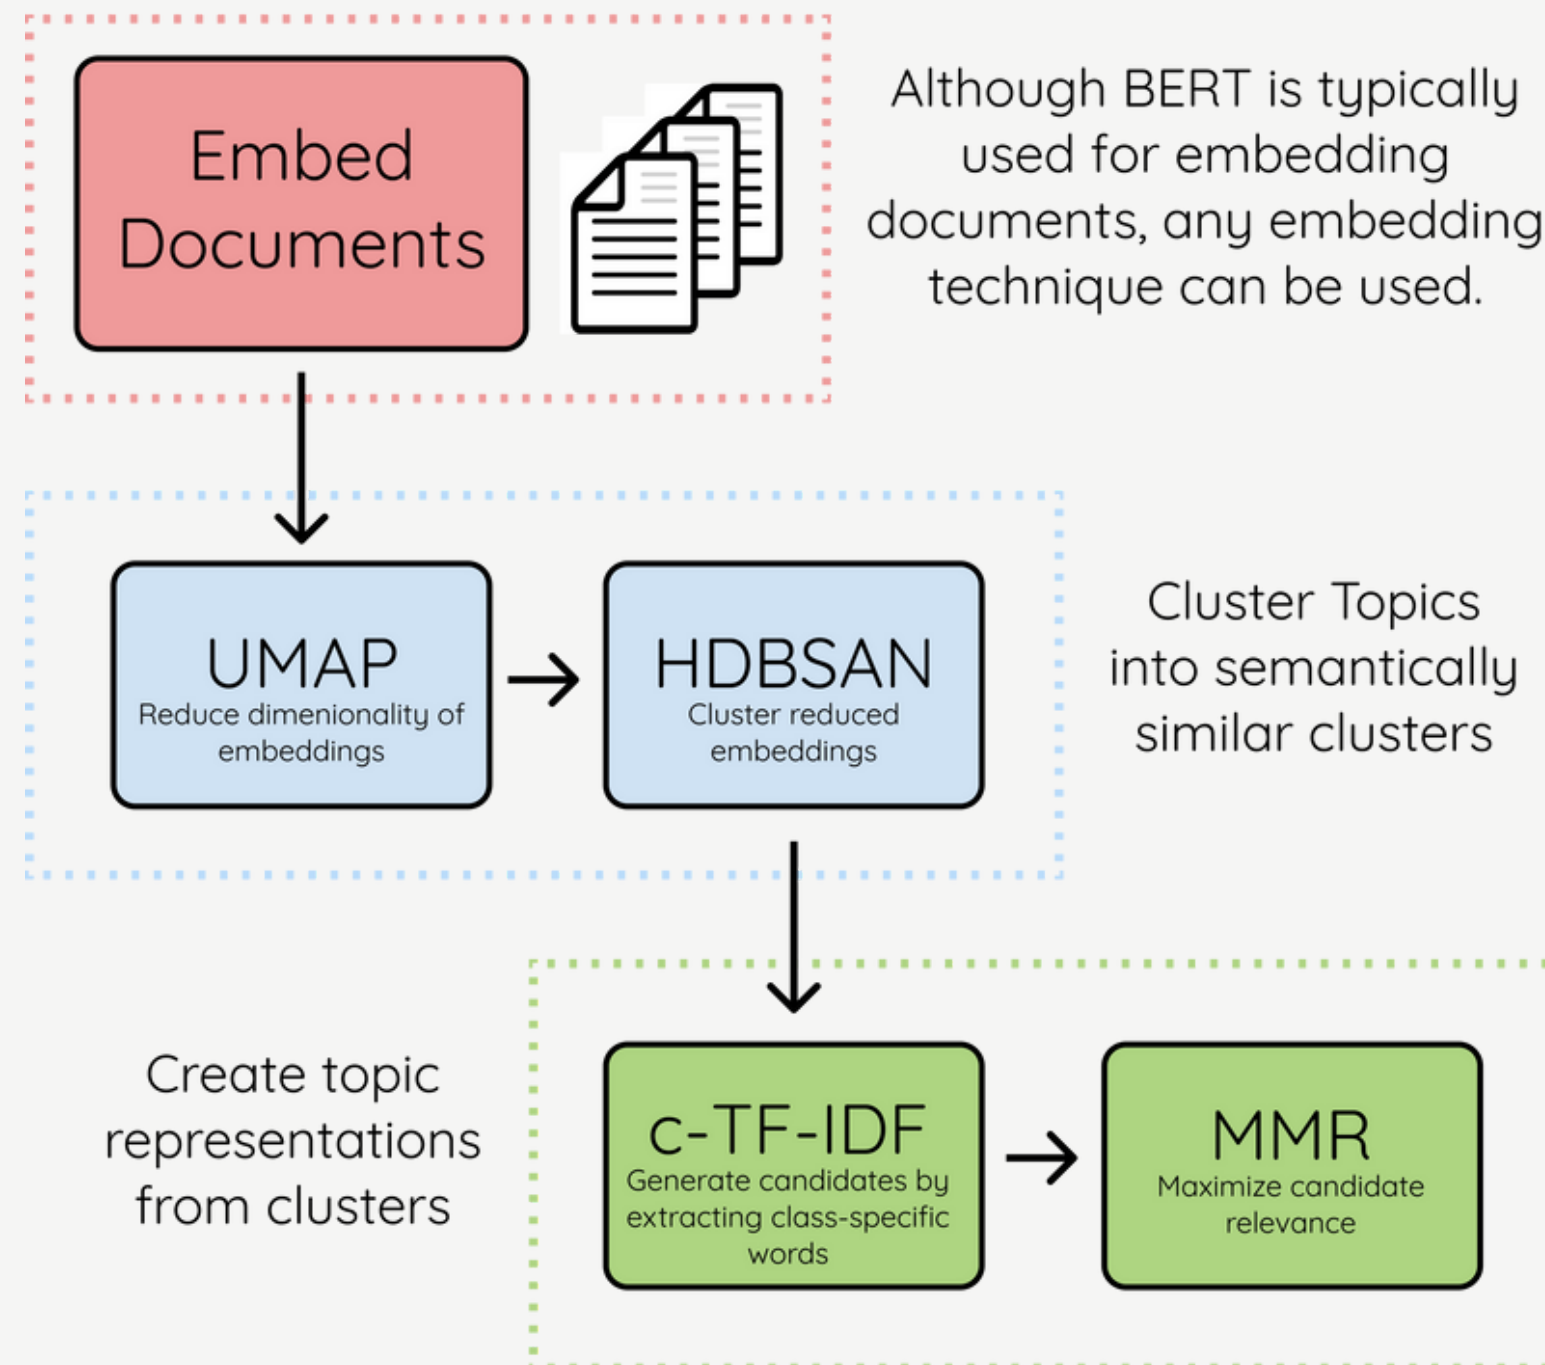 Embed
Documents
Although BERT is typically
used for embedding
documents, any embedding
technique can be used.
UMAP
Reduce dimenionality of
embeddings
HDBSAN
Cluster reduced
embeddings
Cluster Topics
into semantically
similar clusters
Create topic
representations
from clusters
c-TF-IDF
Generate candidates by
extracting class-specific
words
MMR
Maximize candidate
relevance